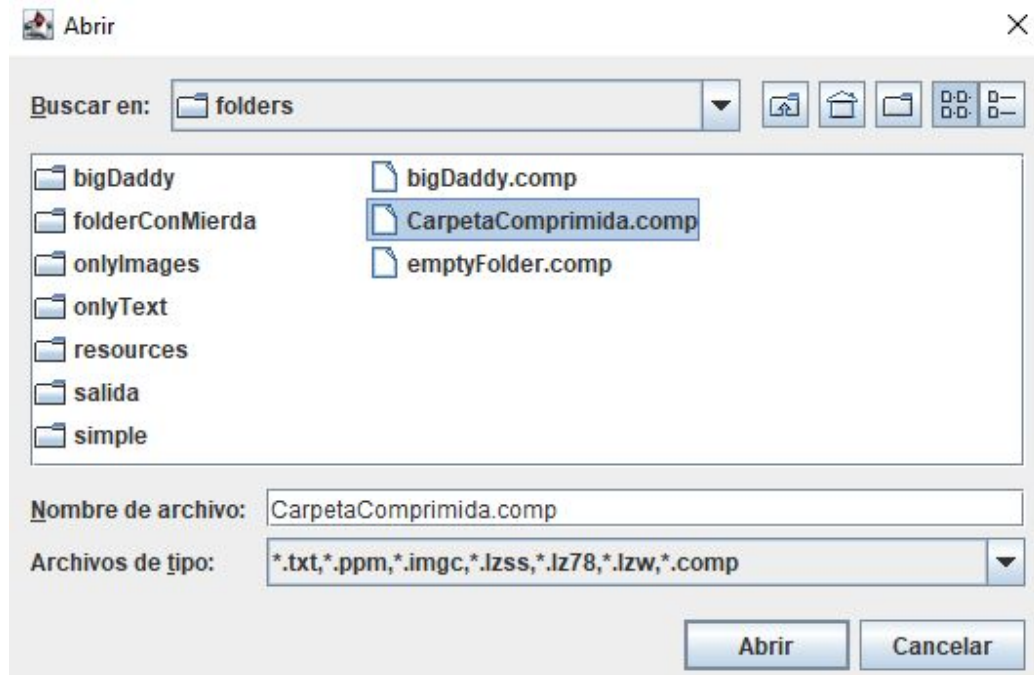 Abrir
Buscar en: folders
bigDaddy bigDaddy.comp
folderConMierda CarpetaComprimida.comp
onlyImages emptyFolder.comp
onlyText
resources
salida
simple
Nombre de archivo: CarpetaComprimida.comp
Archivos de tipo: *.txt,*.ppm,*.imgc,*.lzss,*.lz78,*.lzw,*.comp
Abrir Cancelar